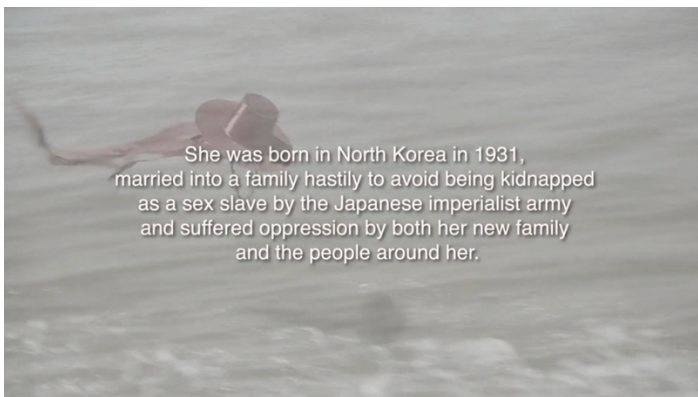 She was born in North Korea in 1931,
married into a family hastily to avoid being kidnapped
as a sex slave by the Japanese imperialist army
and suffered oppression by both her new family
and the people around her.